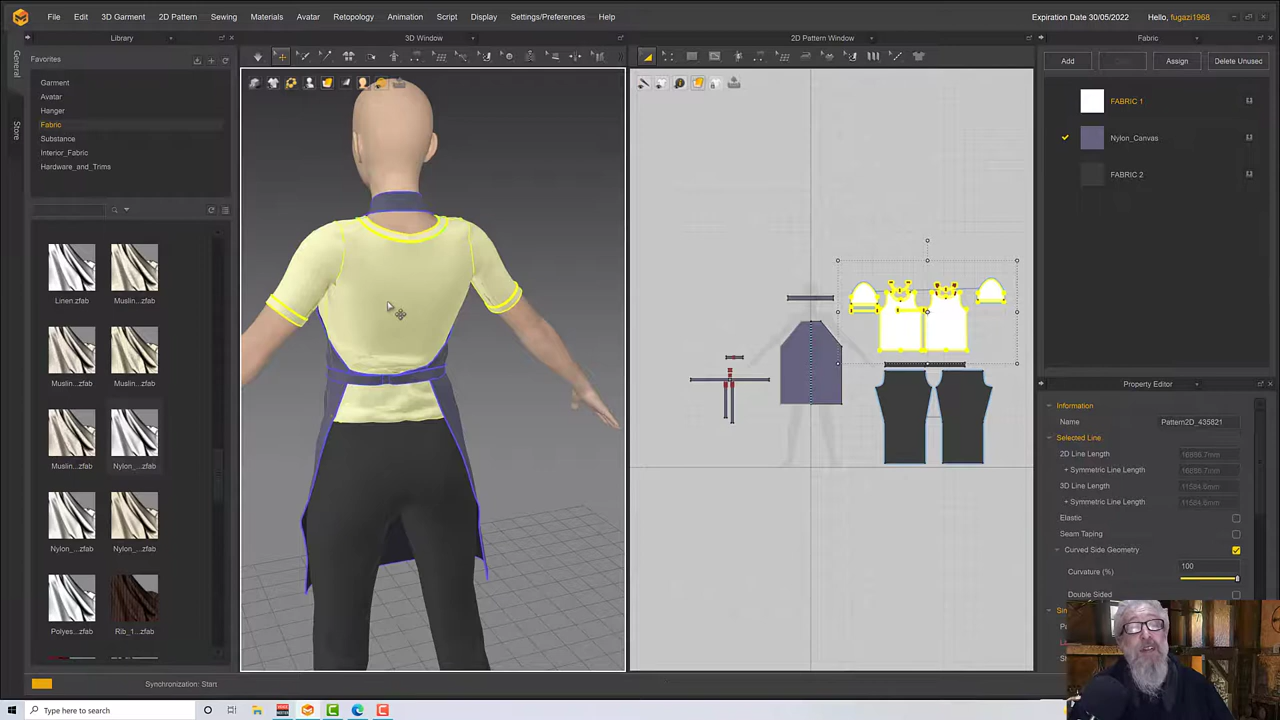 File Edit 3D Garment 2D Pattern Sewing Materials Avatar Retopology Animation Script Display Settings/Preferences Help Expiration Date 30/05/2022 Hello, fugazi1968
Library 3D Window 2D Pattern Window Fabric
General
Store
Favorites
Garment
Avatar
Hanger
Fabric
Substance
Interior_Fabric
Hardware_and_Trims
Linen.zfab Muslin...zfab
Muslin...zfab Muslin...zfab
Muslin...zfab Nylon_...zfab
Nylon_...zfab Nylon_...zfab
Polyes...zfab Rib_1...zfab
Add Assign Delete Unused
FABRIC 1
Nylon_Canvas
FABRIC 2
Property Editor
Information
Name Pattern2D_435821
Selected Line
2D Line Length
+ Symmetric Line Length
3D Line Length
+ Symmetric Line Length
Elastic
Seam Taping
Curved Side Geometry
Curvature (%) 100
Double Sided
Synchronization: Start
Type here to search